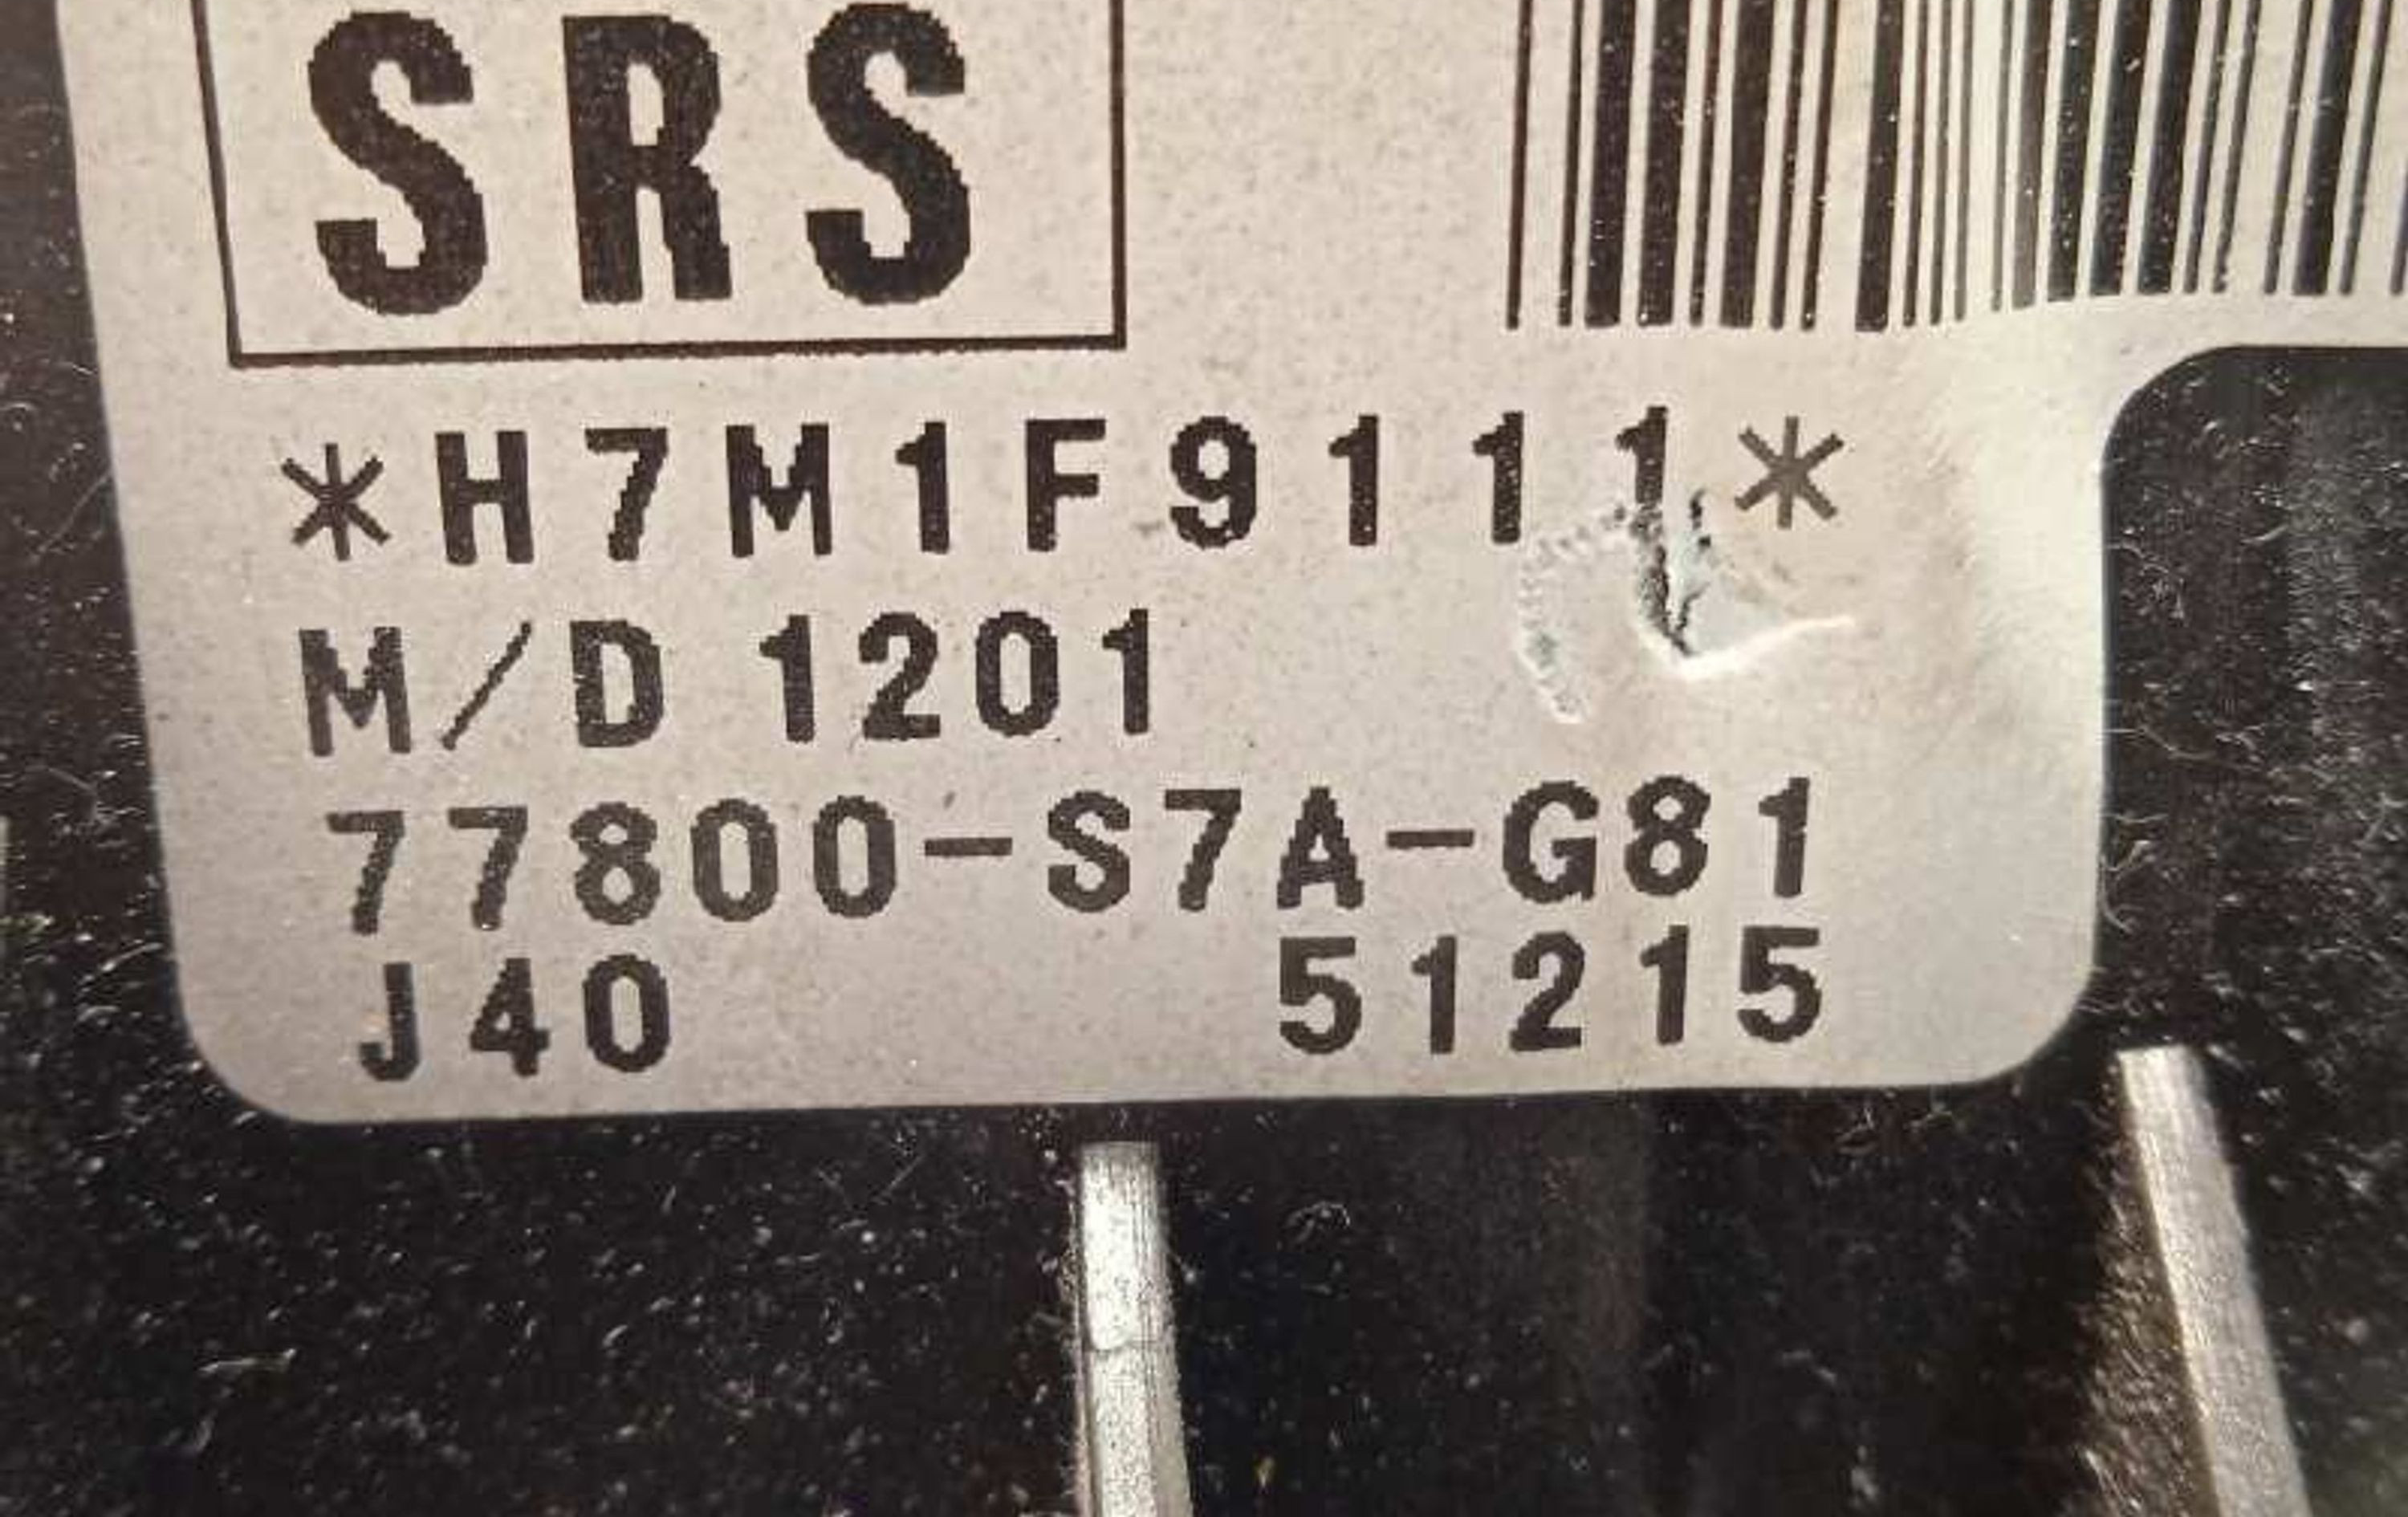 SRS
*H7M1F9111*
M/D 1201
77800-S7A-G81
J40 51215